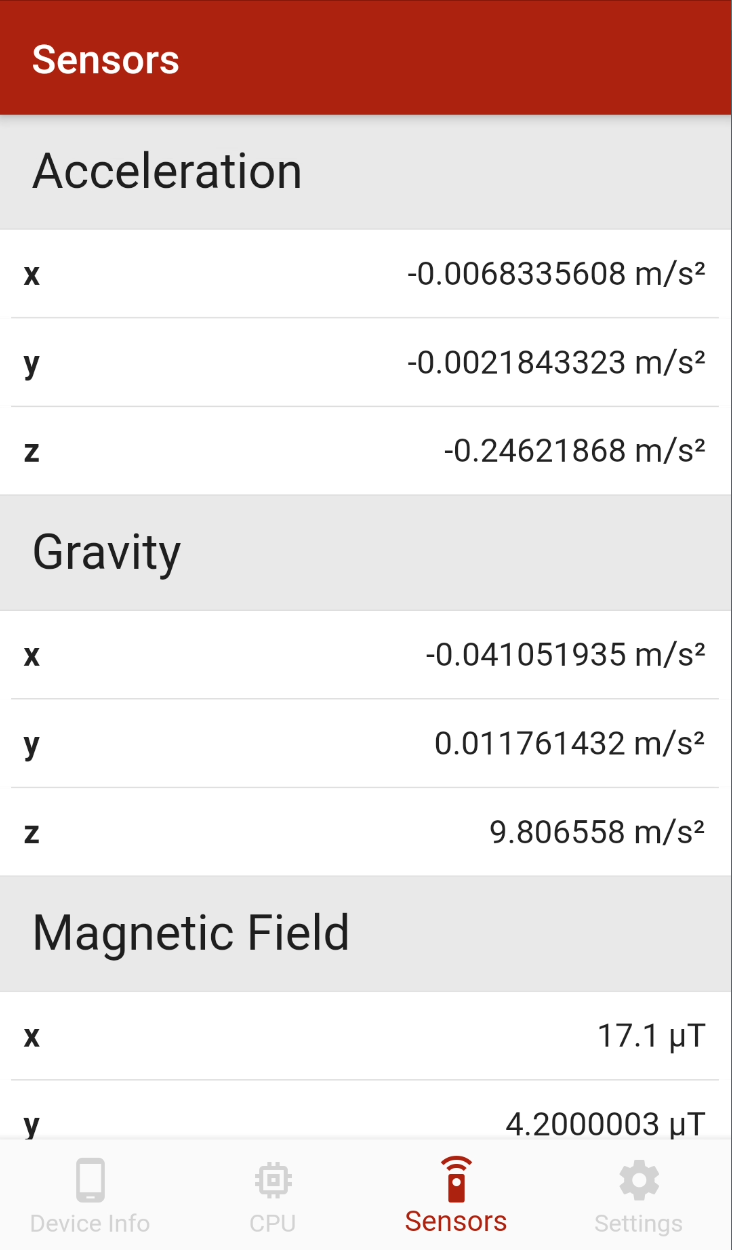 Sensors
Acceleration
x -0.0068335608 m/s²
y -0.0021843323 m/s²
z -0.24621868 m/s²
Gravity
x -0.041051935 m/s²
y 0.011761432 m/s²
z 9.806558 m/s²
Magnetic Field
x 17.1 µT
y 4.2000003 µT
Device Info CPU Sensors Settings